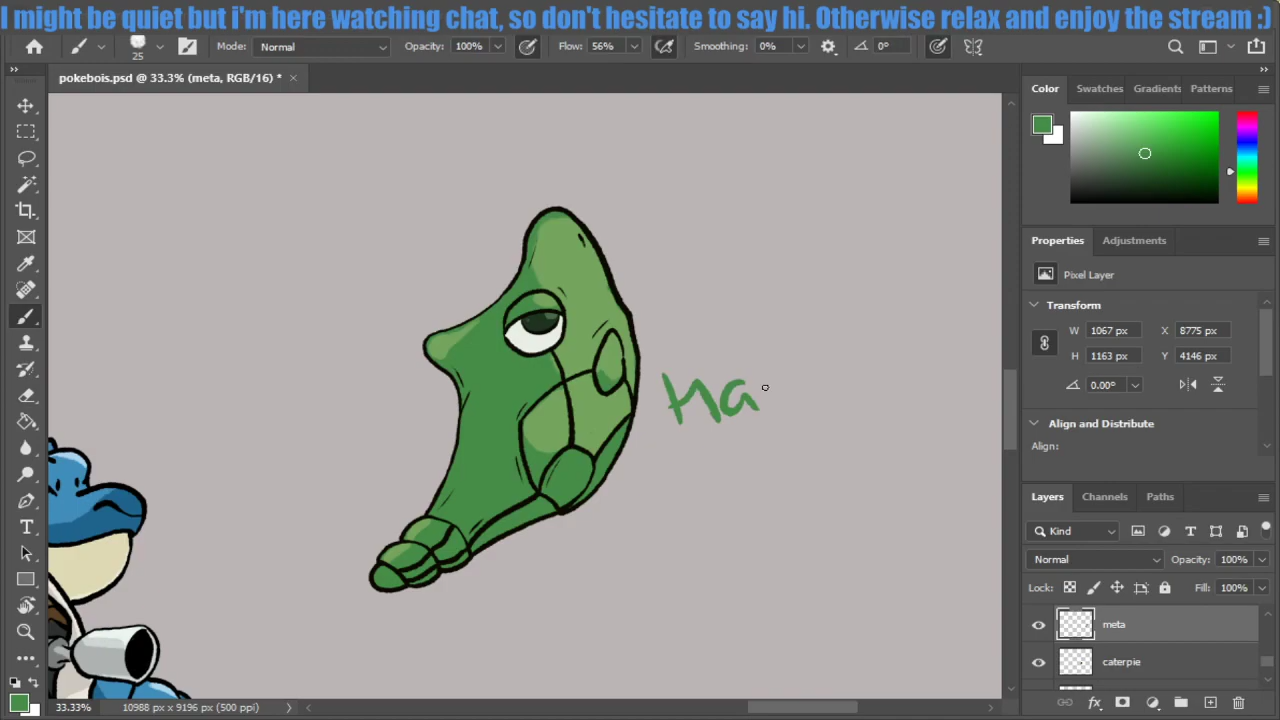 I might be quiet but i'm here watching chat, so don't hesitate to say hi. Otherwise relax and enjoy the stream :)
25 Mode: Normal Opacity: 100% Flow: 56% Smoothing: 0% 0°
pokebois.psd @ 33.3% (meta, RGB/16) *
Color Swatches Gradients Patterns
Properties Adjustments
Pixel Layer
Transform
W 1067 px X 8775 px
H 1163 px Y 4146 px
0.00°
Align and Distribute
Align:
Ha
Layers Channels Paths
Kind
Normal Opacity: 100%
Lock: Fill: 100%
meta
caterpie
33.33% 10988 px x 9196 px (500 ppi)